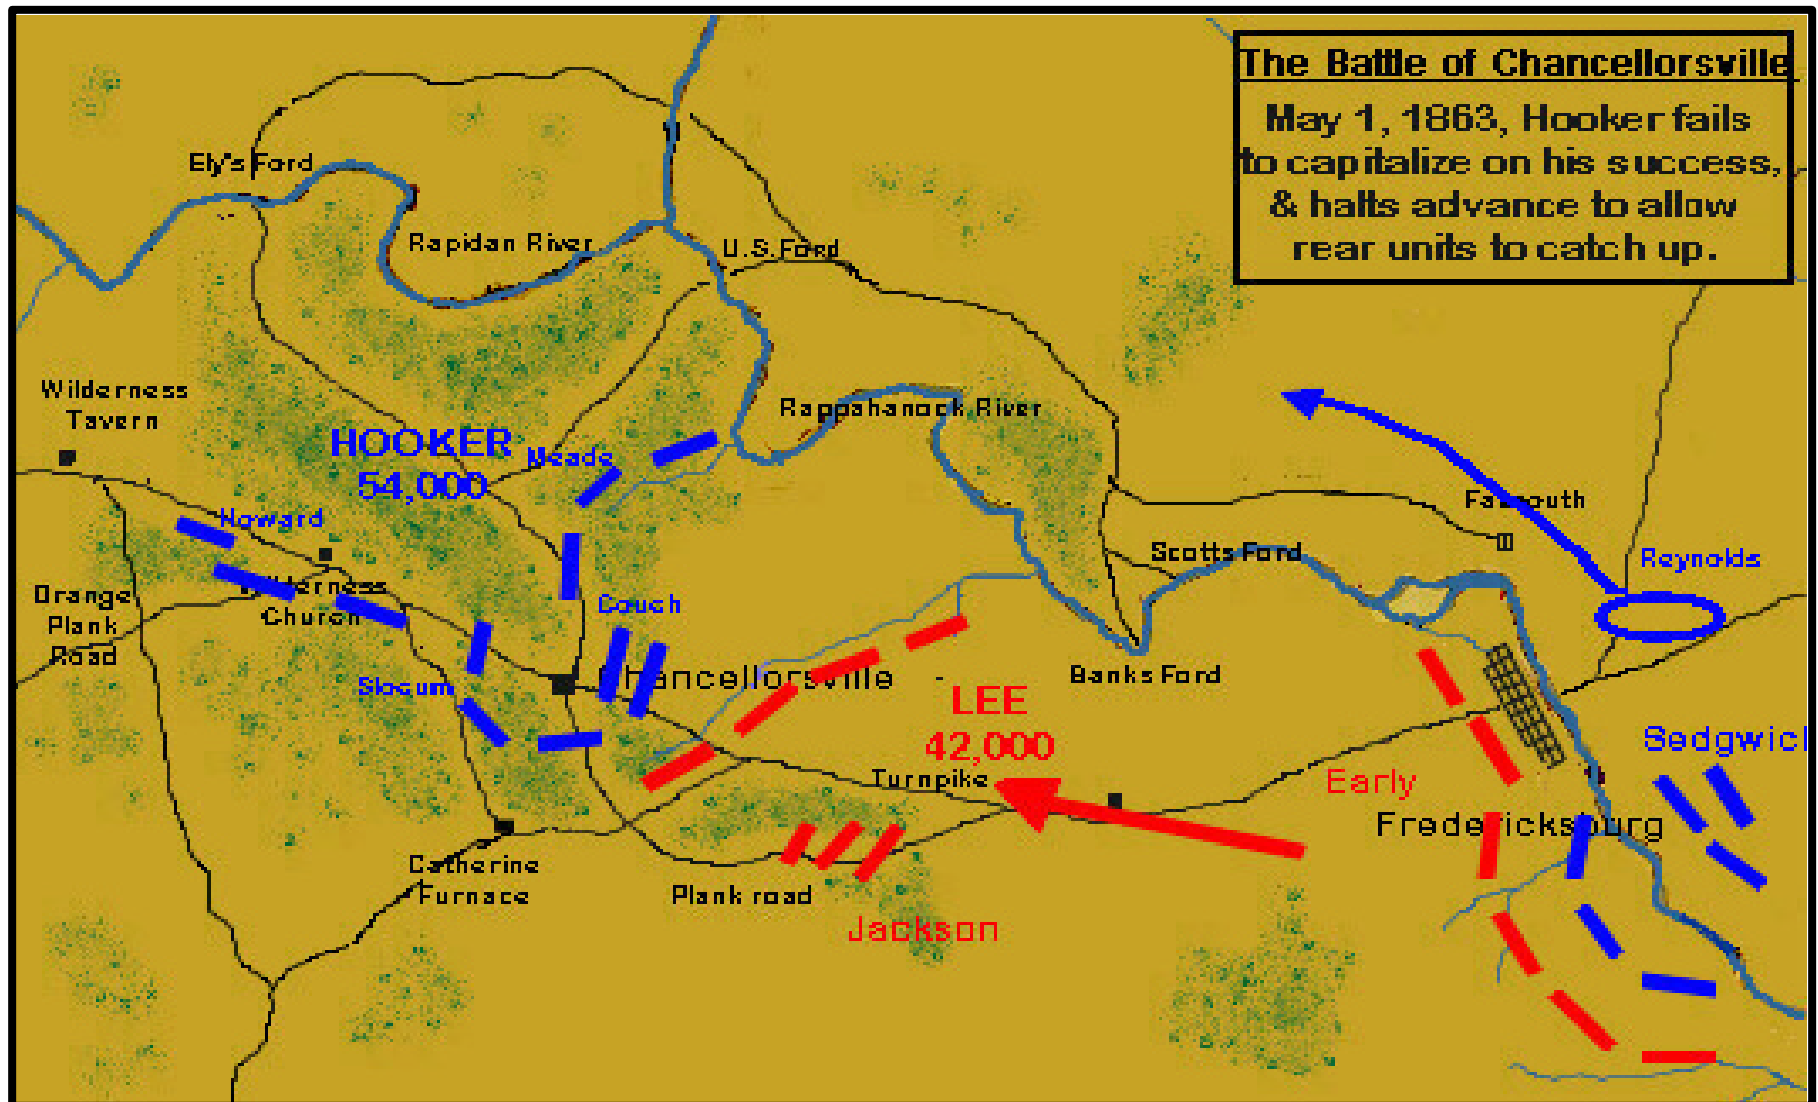 The Battle of Chancellorsville
May 1, 1863, Hooker fails
to capitalize on his success,
& halts advance to allow
rear units to catch up.
Ely's Ford
Rapidan River
U.S. Ford
Wilderness
Tavern
Rappahanock River
HOOKER
54,000
Meade
Howard
Falmouth
Scotts Ford
Reynolds
Wilderness
Church
Orange
Plank
Road
Couch
Slocum
Chancellorsville
Banks Ford
LEE
42,000
Sedgwick
Turnpike
Early
Fredericksburg
Catherine
Furnace
Plank road
Jackson